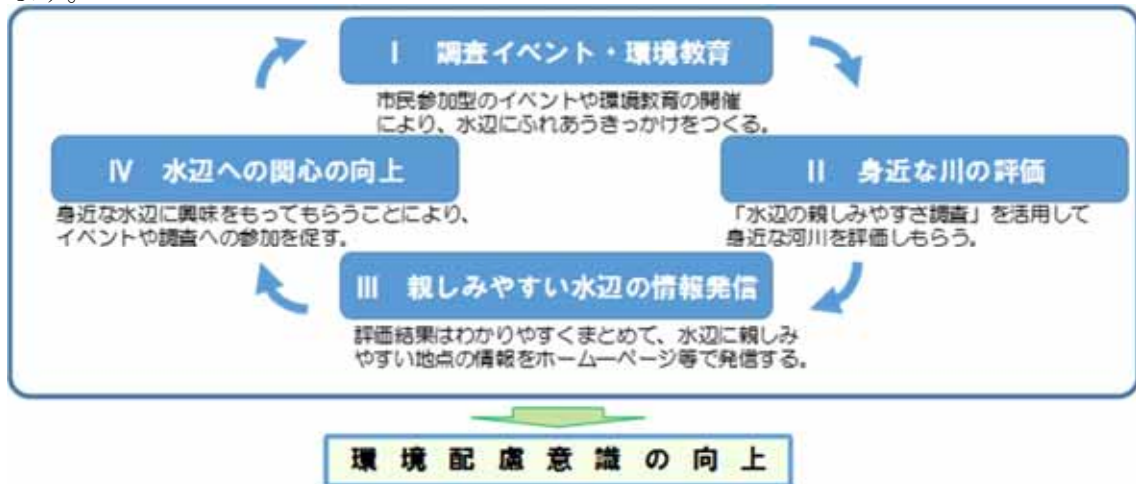 Ⅰ 調査イベント・環境教育
市民参加型のイベントや環境教育の開催
により、水辺にふれあうきっかけをつくる。
Ⅱ 身近な川の評価
「水辺の親しみやすさ調査」を活用して
身近な河川を評価しもらう。
Ⅲ 親しみやすい水辺の情報発信
評価結果はわかりやすくまとめて、水辺に親しみ
やすい地点の情報をホームーページ等で発信する。
Ⅳ 水辺への関心の向上
身近な水辺に興味をもってもらうことにより、
イベントや調査への参加を促す。
環境配慮意識の向上